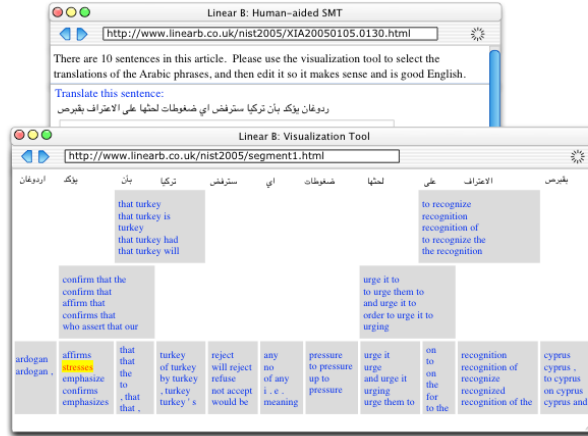 Linear B: Human-aided SMT
http://www.linearb.co.uk/nist2005/XIA20050105.0130.html
There are 10 sentences in this article. Please use the visualization tool to select the
translations of the Arabic phrases, and then edit it so it makes sense and is good English.
Translate this sentence:
ردوغان يؤكد بأن تركيا سترفض اي ضغوطات لحثها على الاعتراف بقبرص
Linear B: Visualization Tool
http://www.linearb.co.uk/nist2005/segment1.html
اردوغان يؤكد بأن تركيا سترفض اي ضغوطات لحثها على الاعتراف بقبرص
that turkey
that turkey is
turkey
that turkey had
that turkey will
to recognize
recognition
recognition of
to recognize the
the recognition
confirm that the
confirm that
affirm that
confirms that
who assert that our
urge it to
to urge them to
and urge it to
order to urge it to
urging
ardogan
ardogan ,
affirms
stresses
emphasize
confirms
emphasizes
that
that
the
to
, that
that ,
turkey
of turkey
by turkey
, turkey
turkey ' s
reject
will reject
refuse
not accept
would be
any
no
of any
i . e .
meaning
pressure
to pressure
up to
pressure
urge it
urge
and urge it
urging
urge them to
on
to
on the
for
to the
recognition
recognition of
recognize
recognized
recognition of the
cyprus
cyprus ,
to cyprus
on cyprus
cyprus and